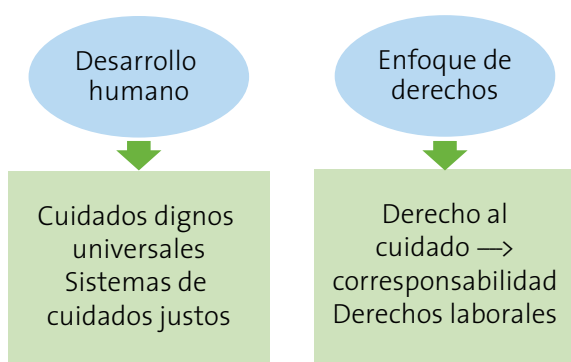 Desarrollo
humano
Enfoque de
derechos
Cuidados dignos
universales
Sistemas de
cuidados justos
Derecho al
cuidado —>
corresponsabilidad
Derechos laborales